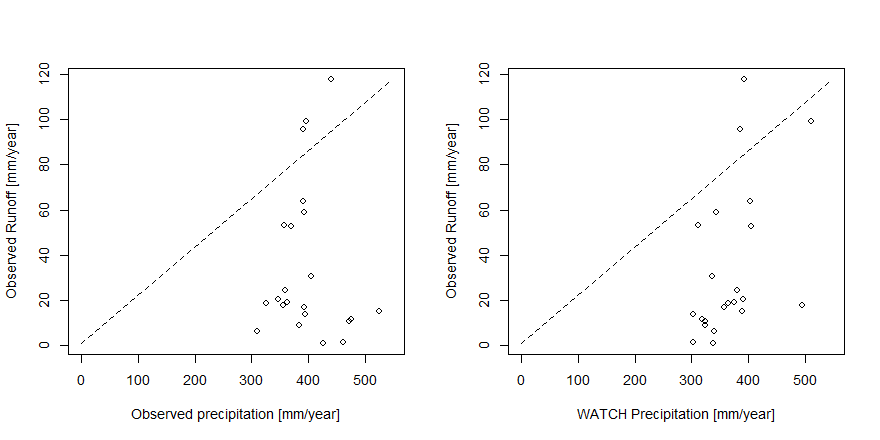 Observed Runoff [mm/year]
120
100
80
60
40
20
0
0 100 200 300 400 500
Observed precipitation [mm/year]
Observed Runoff [mm/year]
120
100
80
60
40
20
0
0 100 200 300 400 500
WATCH Precipitation [mm/year]